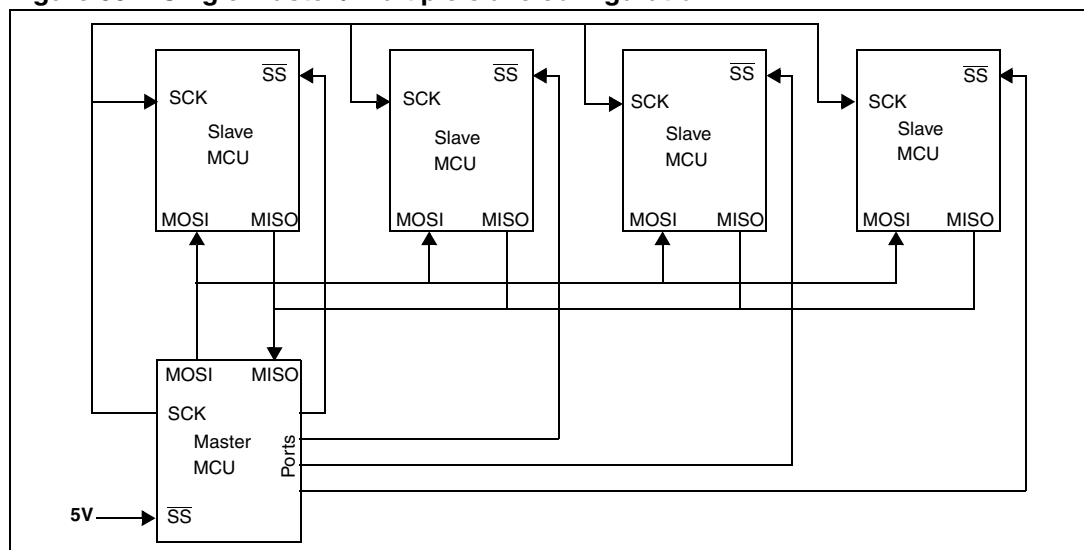 SS SS SS SS
SCK SCK SCK SCK
Slave MCU
Slave MCU
Slave MCU
Slave MCU
MOSI MISO MOSI MISO MOSI MISO MOSI MISO
MOSI MISO
SCK
Master
MCU
Ports
5V SS